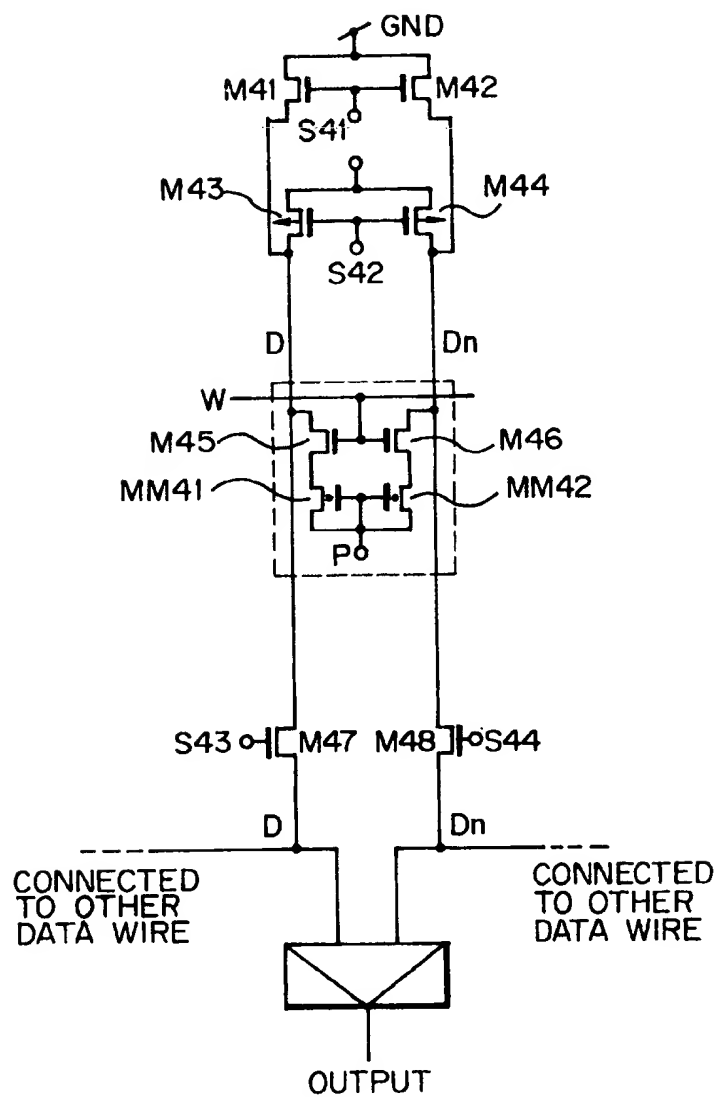 GND
M41
M42
S41
M43
M44
S42
D
Dn
W
M45
M46
MM41
MM42
P
S43
M47
M48
S44
D
Dn
CONNECTED
TO OTHER
DATA WIRE
CONNECTED
TO OTHER
DATA WIRE
OUTPUT